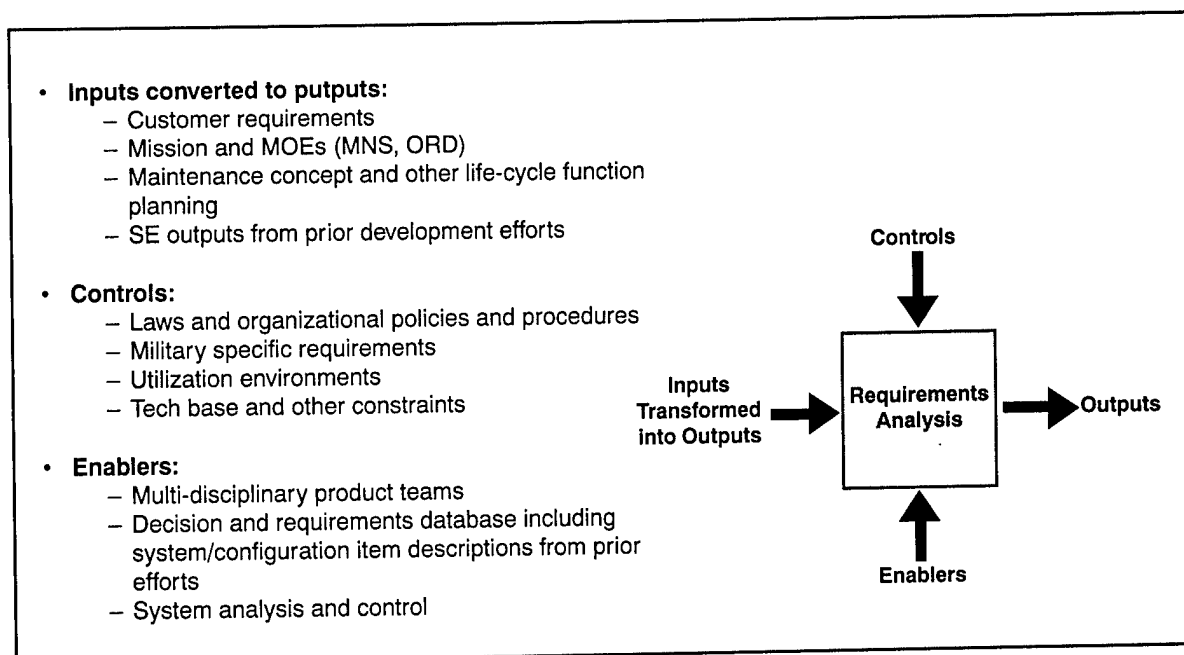 • Inputs converted to putputs:
– Customer requirements
– Mission and MOEs (MNS, ORD)
– Maintenance concept and other life-cycle function
planning
– SE outputs from prior development efforts
• Controls:
– Laws and organizational policies and procedures
– Military specific requirements
– Utilization environments
– Tech base and other constraints
• Enablers:
– Multi-disciplinary product teams
– Decision and requirements database including
system/configuration item descriptions from prior
efforts
– System analysis and control
Controls
Inputs
Transformed
into Outputs
Requirements
Analysis
Outputs
Enablers